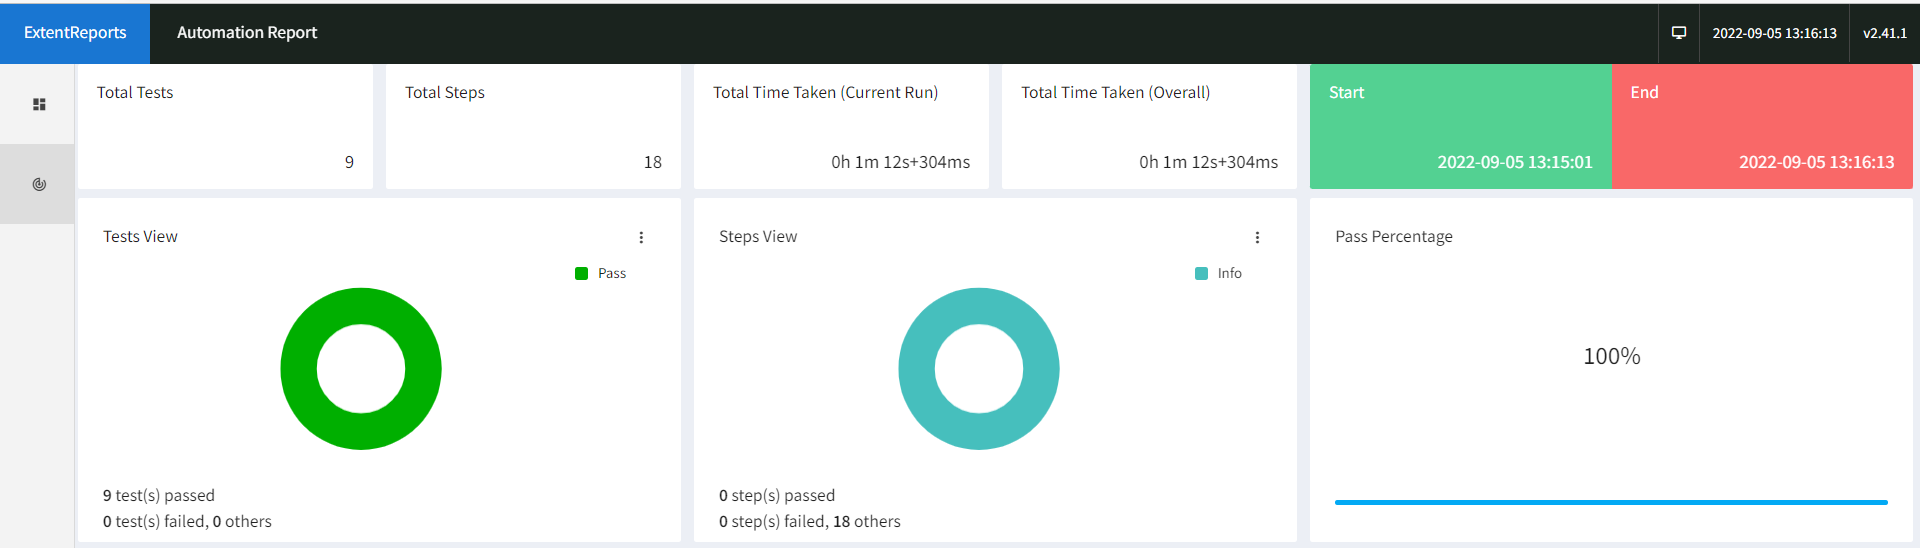 ExtentReports Automation Report 2022-09-05 13:16:13 v2.41.1
Total Tests
9
Total Steps
18
Total Time Taken (Current Run)
0h 1m 12s+304ms
Total Time Taken (Overall)
0h 1m 12s+304ms
Start
2022-09-05 13:15:01
End
2022-09-05 13:16:13
Tests View
Pass
9 test(s) passed
0 test(s) failed, 0 others
Steps View
Info
0 step(s) passed
0 step(s) failed, 18 others
Pass Percentage
100%